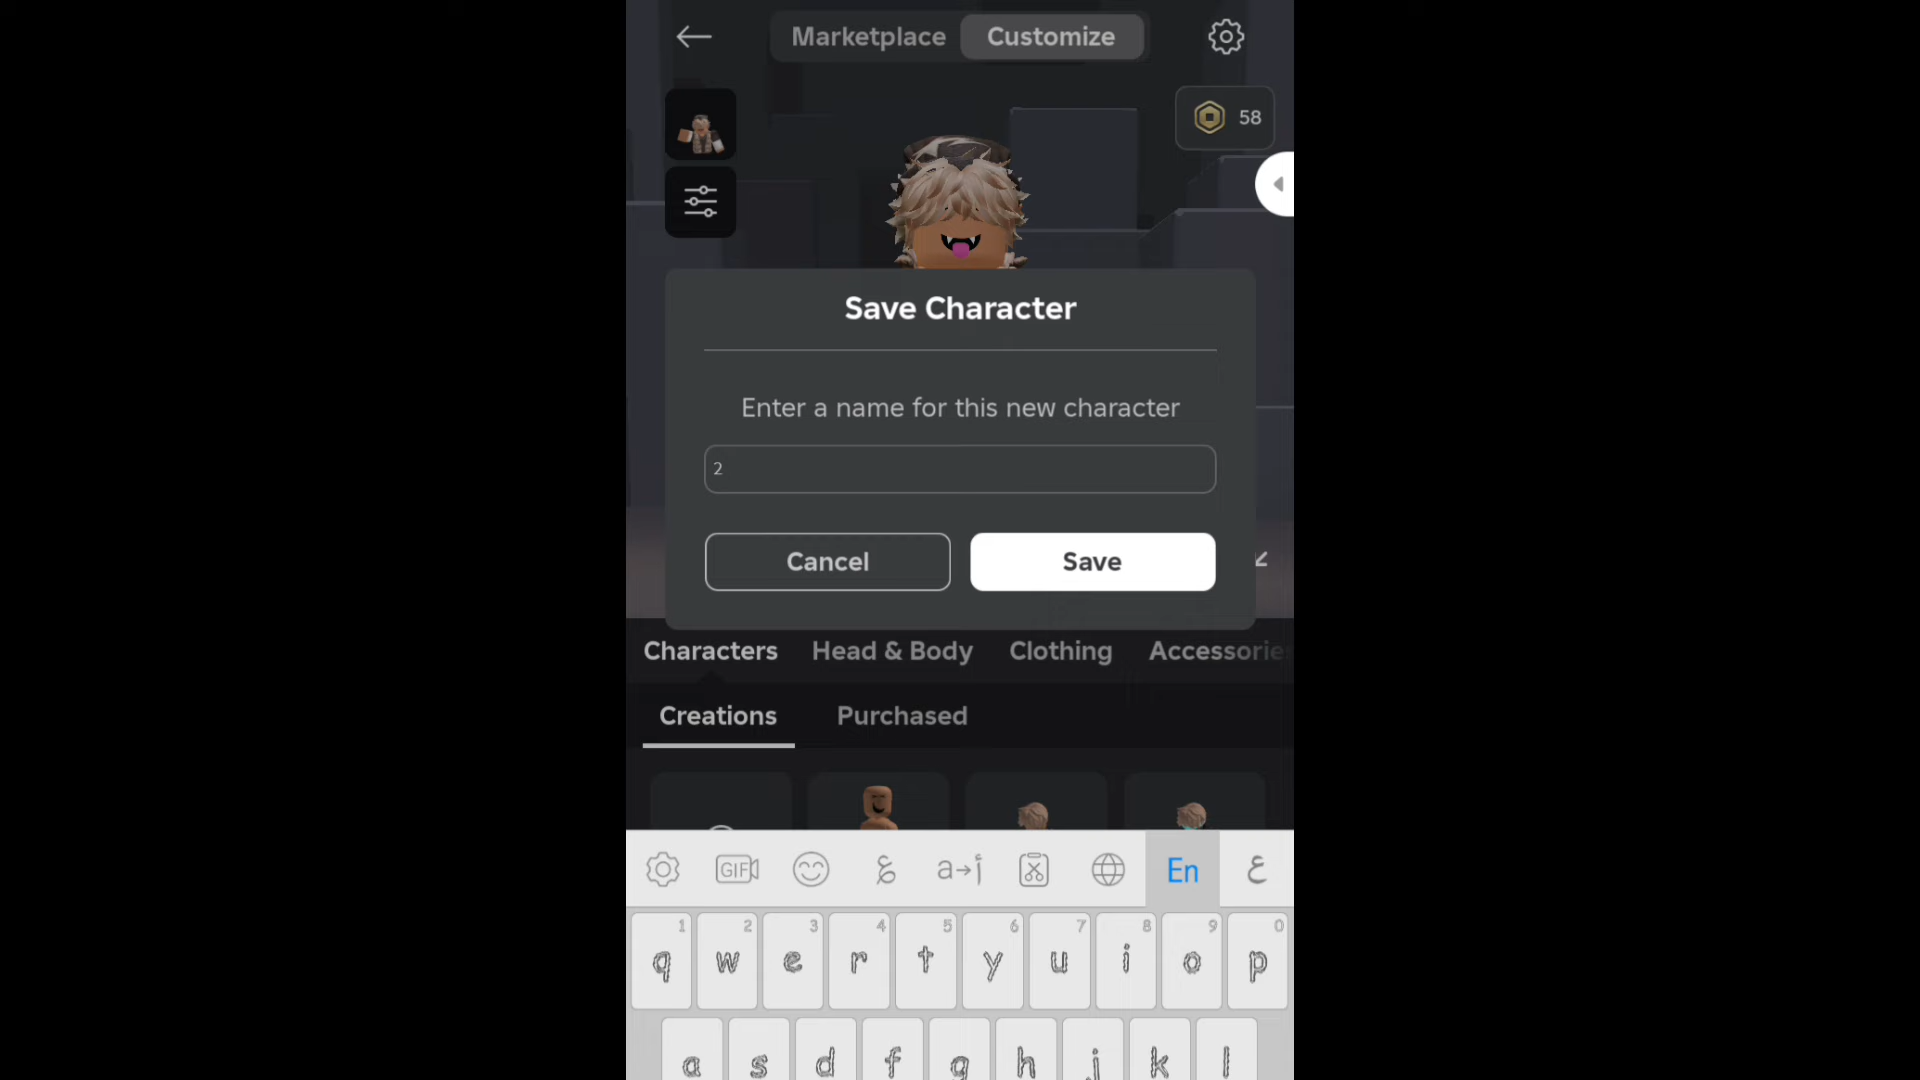 Marketplace Customize
58
Save Character
Enter a name for this new character
2
Cancel Save
Characters Head & Body Clothing Accessorie
Creations Purchased
GIF ع a→أ En ع
1 2 3 4 5 6 7 8 9 0
q w e r t y u i o p
a s d f g h j k l